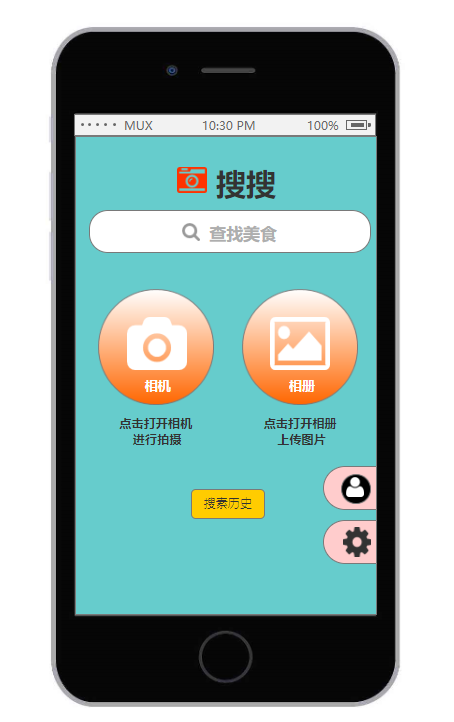 MUX 10:30 PM 100%
搜搜
查找美食
相机 相册
点击打开相机 点击打开相册
进行拍摄 上传图片
搜素历史